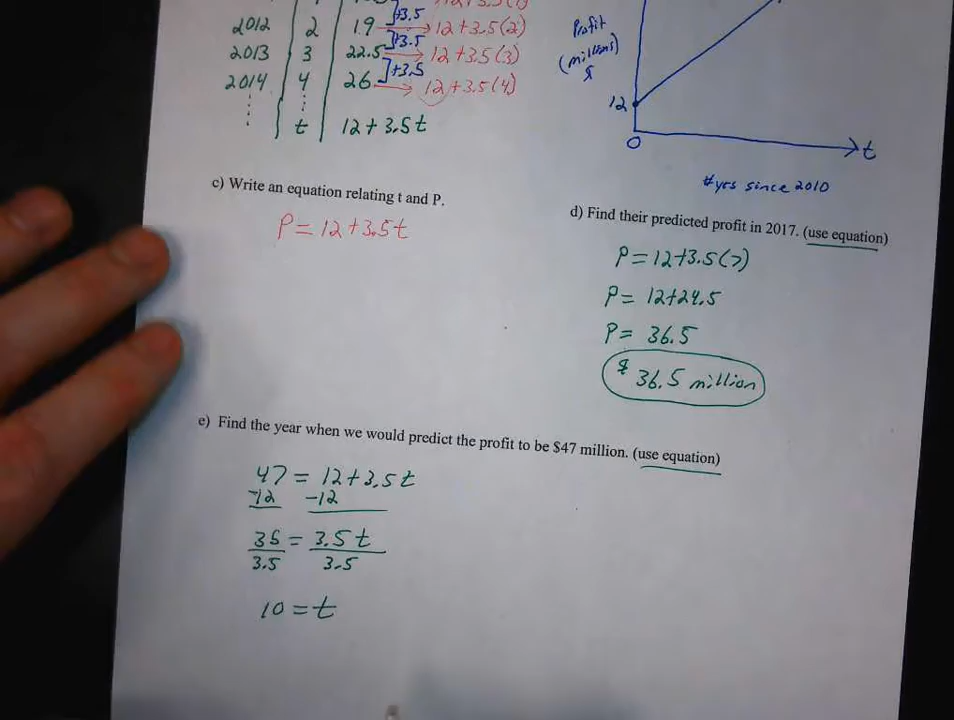 ]+3.5
2012 2 19 → 12+3.5(2)
]+3.5
2013 3 22.5 → 12+3.5(3)
]+3.5
2014 4 26 → 12+3.5(4)
t 12+3.5t
Profit
(millions)
$
12
0
t
#yrs since 2010
c) Write an equation relating t and P.
P = 12+3.5t
d) Find their predicted profit in 2017. (use equation)
P = 12+3.5(7)
P = 12+24.5
P = 36.5
$ 36.5 million
e) Find the year when we would predict the profit to be $47 million. (use equation)
47 = 12+3.5t
-12 -12
35 = 3.5t
3.5 3.5
10 = t